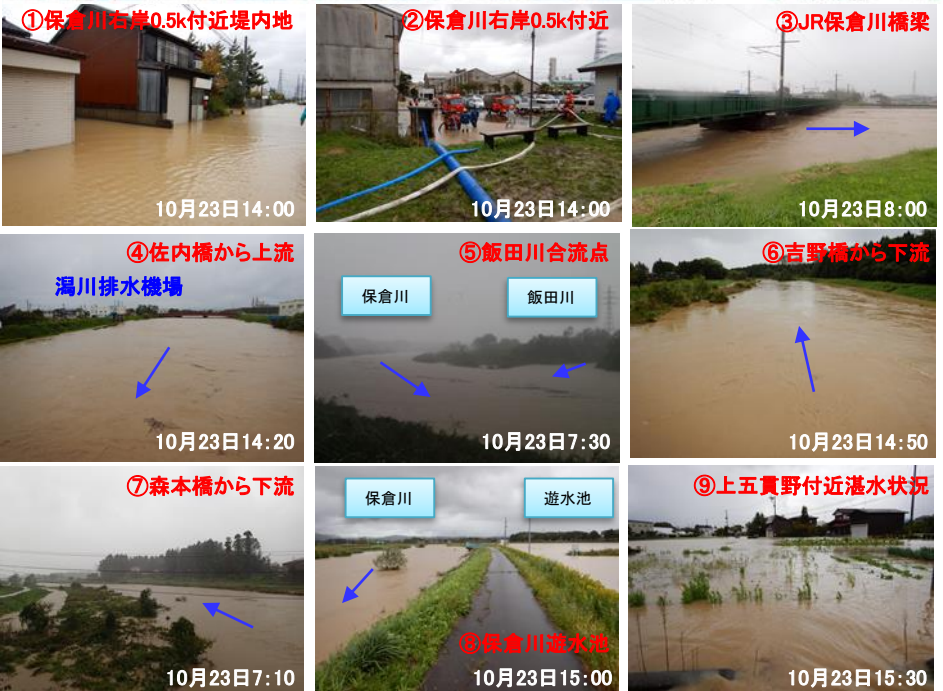 ①保倉川右岸0.5k付近堤内地
10月23日14:00
②保倉川右岸0.5k付近
10月23日14:00
③JR保倉川橋梁
10月23日8:00
④佐内橋から上流
潟川排水機場
10月23日14:20
⑤飯田川合流点
保倉川
飯田川
10月23日7:30
⑥吉野橋から下流
10月23日14:50
⑦森本橋から下流
10月23日7:10
保倉川
遊水池
⑧保倉川遊水池
10月23日15:00
⑨上五貫野付近湛水状況
10月23日15:30